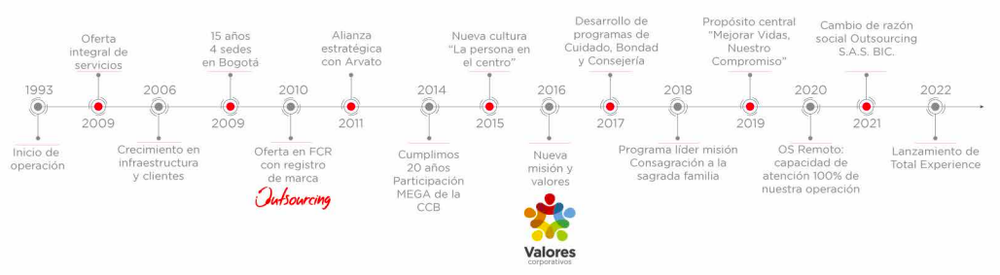 1993
Inicio de
operación
Oferta
integral de
servicios
2009
2006
Crecimiento en
infraestructura
y clientes
15 años
4 sedes
en Bogotá
2009
2010
Oferta en FCR
con registro
de marca
Outsourcing
Alianza
estratégica
con Arvato
2011
2014
Cumplimos
20 años
Participación
MEGA de la
CCB
Nueva cultura
“La persona en
el centro”
2015
2016
Nueva
misión y
valores
Valores
corporativos
Desarrollo de
programas de
Cuidado, Bondad
y Consejería
2017
2018
Programa líder misión
Consagración a la
sagrada familia
Propósito central
"Mejorar Vidas,
Nuestro
Compromiso”
2019
2020
OS Remoto:
capacidad de
atención 100% de
nuestra operación
Cambio de razón
social Outsourcing
S.A.S. BIC.
2021
2022
Lanzamiento de
Total Experience